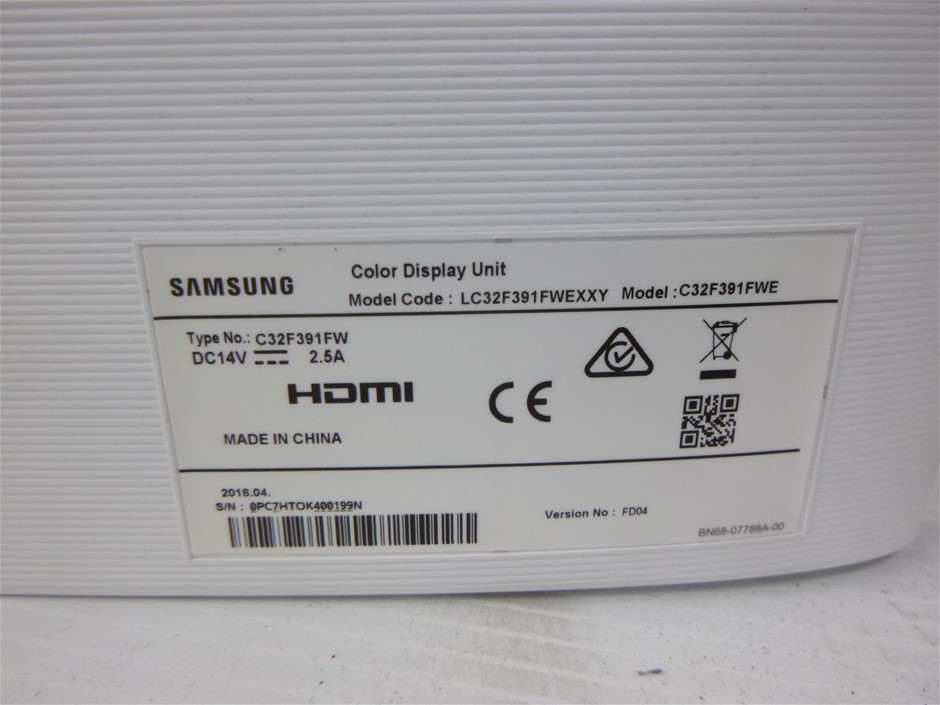 SAMSUNG
Color Display Unit
Model Code : LC32F391FWEXXY Model : C32F391FWE
Type No.: C32F391FW
DC14V 2.5A
HDMI
CE
MADE IN CHINA
2018.04.
S/N : 0PC7HTOK400199N
Version No : FD04
BN68-07788A-00